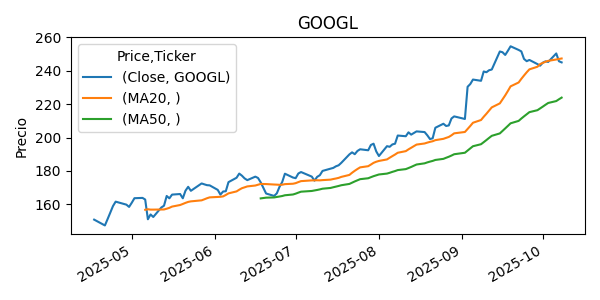 GOOGL
Price,Ticker
(Close, GOOGL)
(MA20, )
(MA50, )
Precio
260
240
220
200
180
160
2025-05
2025-06
2025-07
2025-08
2025-09
2025-10